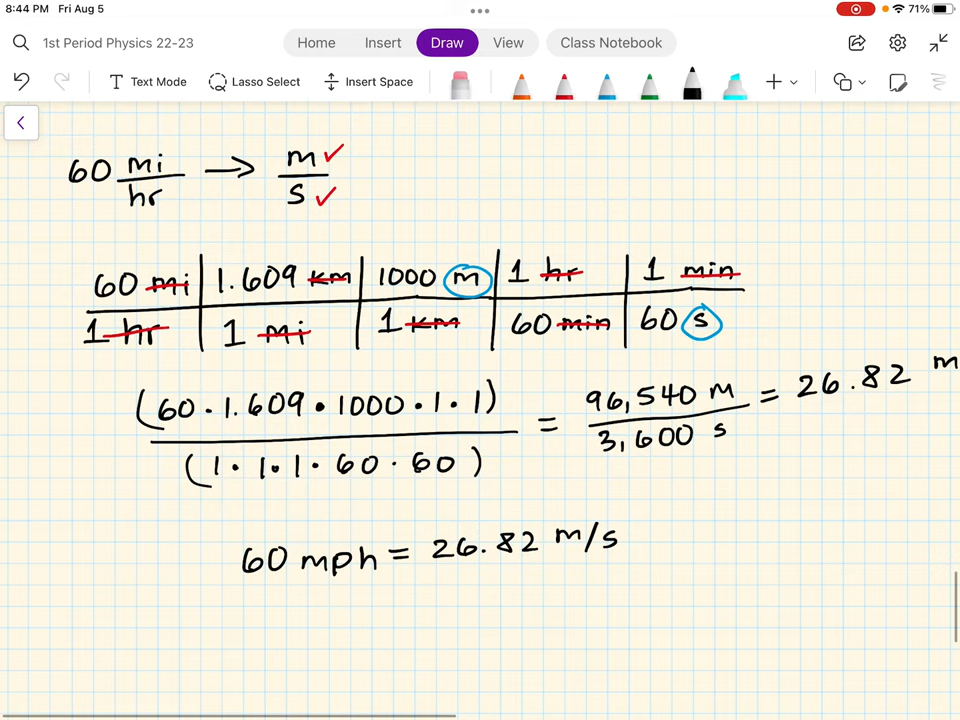 8:44 PM Fri Aug 5 71%
1st Period Physics 22-23 Home Insert Draw View Class Notebook
T Text Mode Lasso Select Insert Space
60 mi/hr → m ✓/s ✓
60 mi | 1.609 km | 1000 m | 1 hr | 1 min
1 hr | 1 mi | 1 km | 60 min | 60 s
(60 · 1.609 · 1000 · 1 · 1) = 96,540 m = 26.82 m
(1 · 1 · 1 · 60 · 60) 3,600 s
60 mph = 26.82 m/s